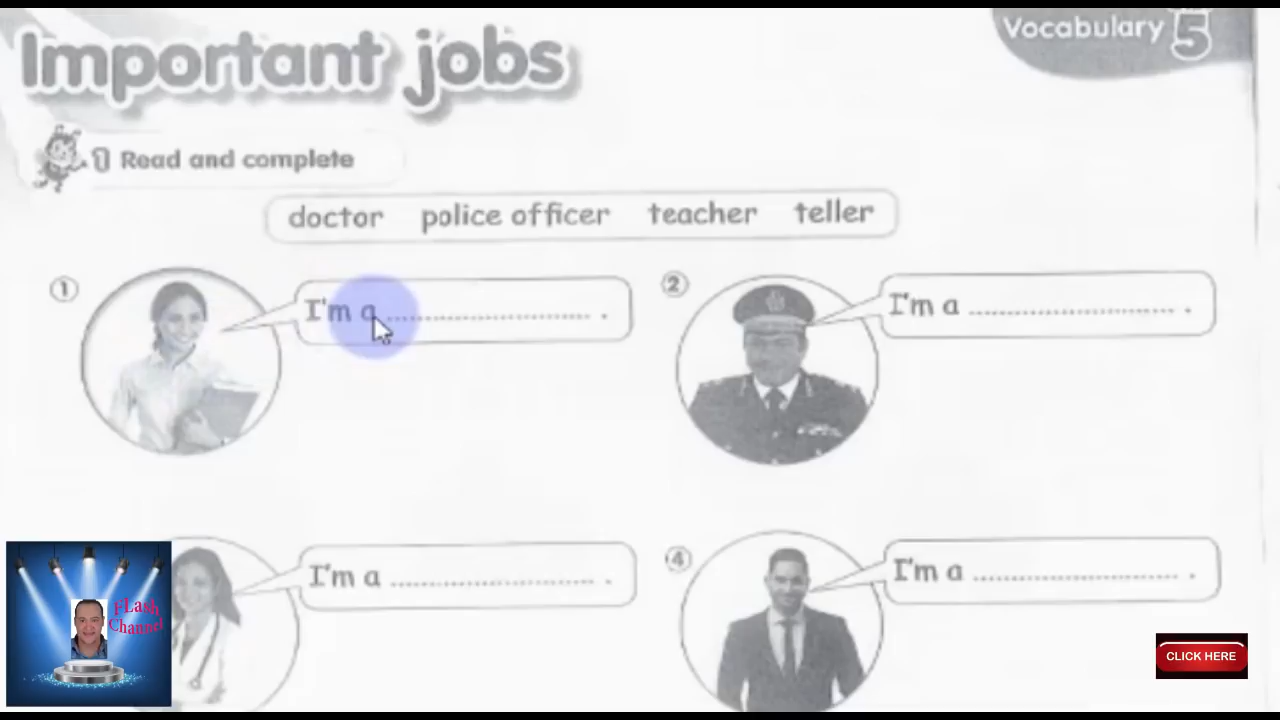 Important jobs
Vocabulary 5
1 Read and complete
doctor police officer teacher teller
1
I'm a .................................. .
2
I'm a .................................. .
I'm a .................................. .
4
I'm a .................................. .
FLash
Channel
CLICK HERE